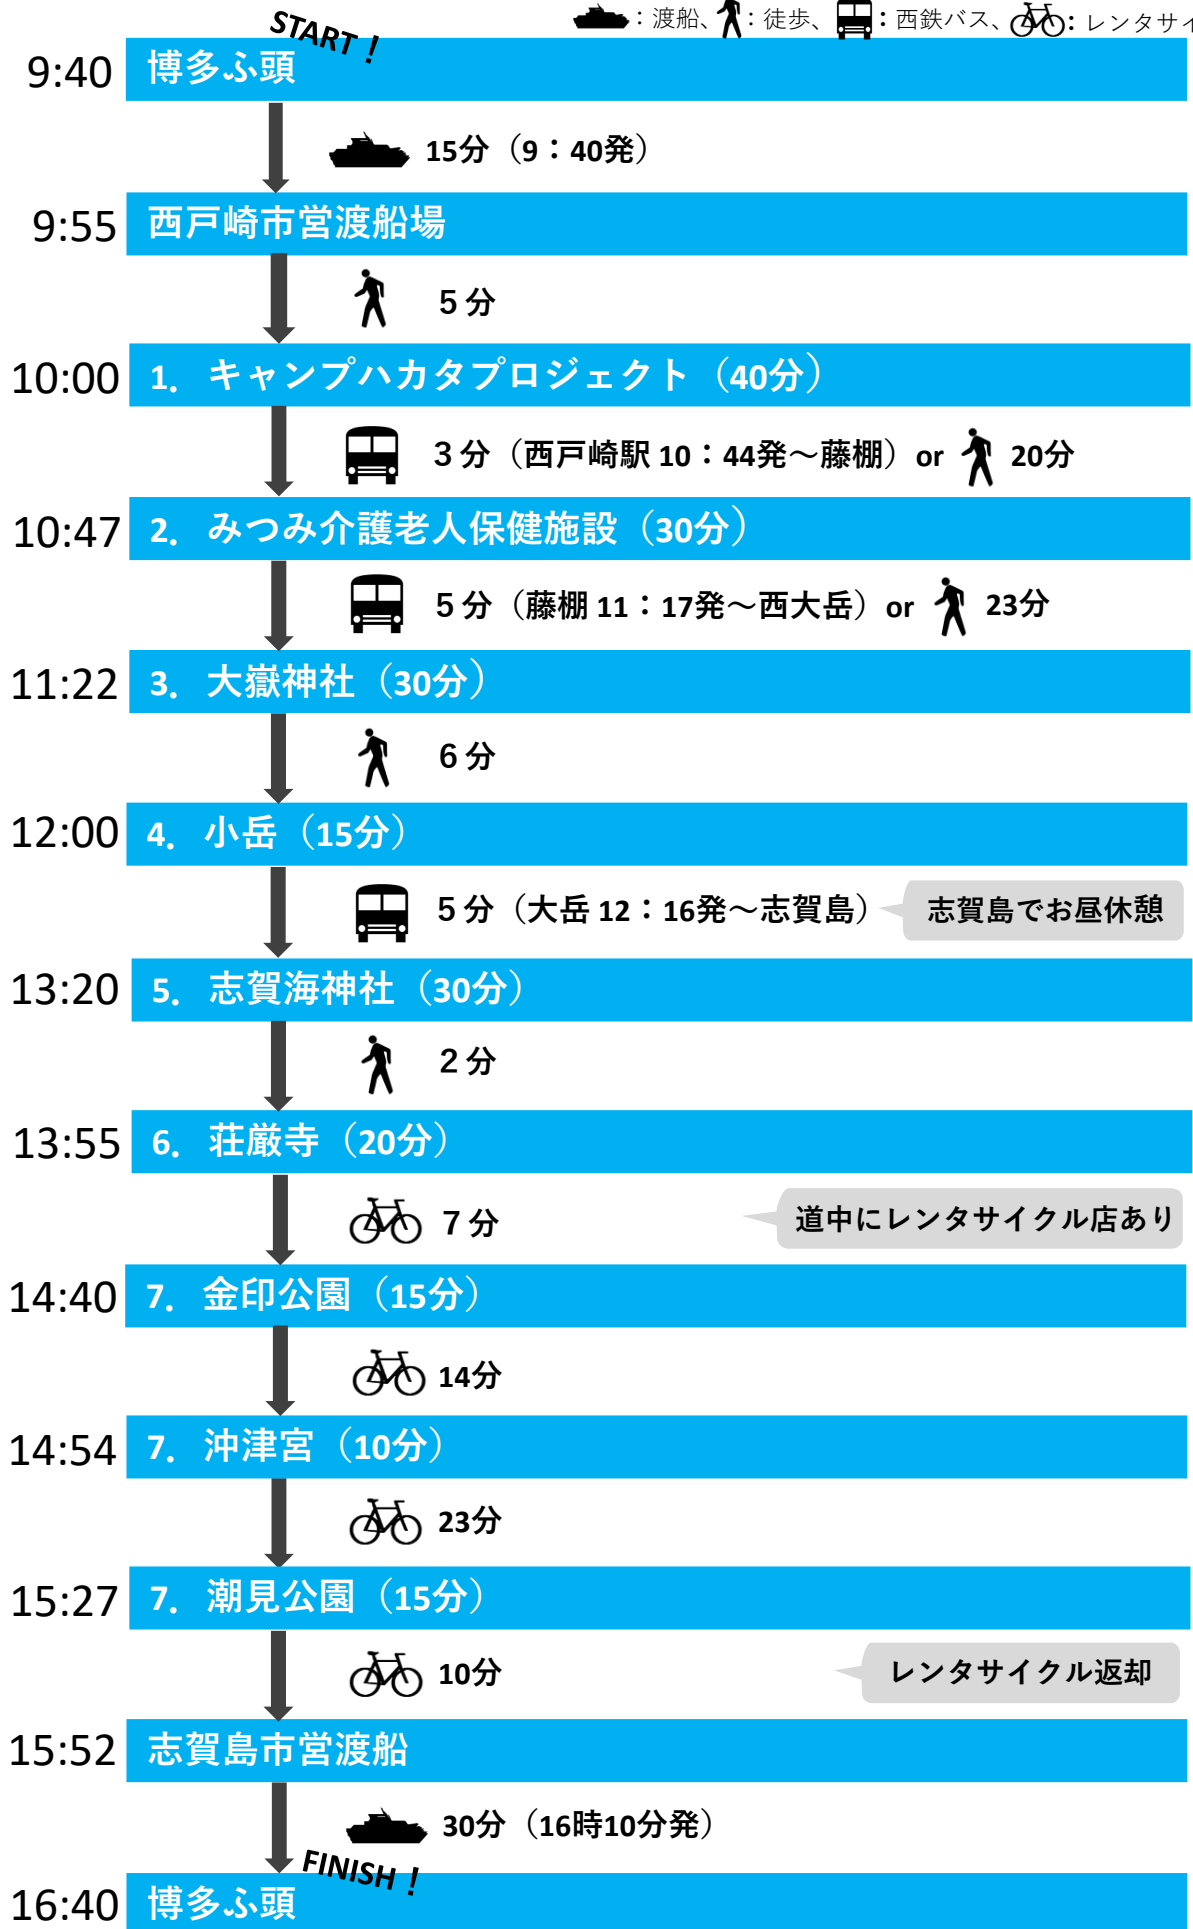 START！
：渡船、：徒歩、：西鉄バス、：レンタサイ
9:40 博多ふ頭
15分（9：40発）
9:55 西戸崎市営渡船場
５分
10:00 1. キャンプハカタプロジェクト（40分）
３分（西戸崎駅 10：44発～藤棚）or 20分
10:47 2. みつみ介護老人保健施設（30分）
５分（藤棚 11：17発～西大岳）or 23分
11:22 3. 大嶽神社（30分）
６分
12:00 4. 小岳（15分）
５分（大岳 12：16発～志賀島） 志賀島でお昼休憩
13:20 5. 志賀海神社（30分）
２分
13:55 6. 荘厳寺（20分）
７分 道中にレンタサイクル店あり
14:40 7. 金印公園（15分）
14分
14:54 7. 沖津宮（10分）
23分
15:27 7. 潮見公園（15分）
10分 レンタサイクル返却
15:52 志賀島市営渡船
30分（16時10分発）
FINISH！
16:40 博多ふ頭